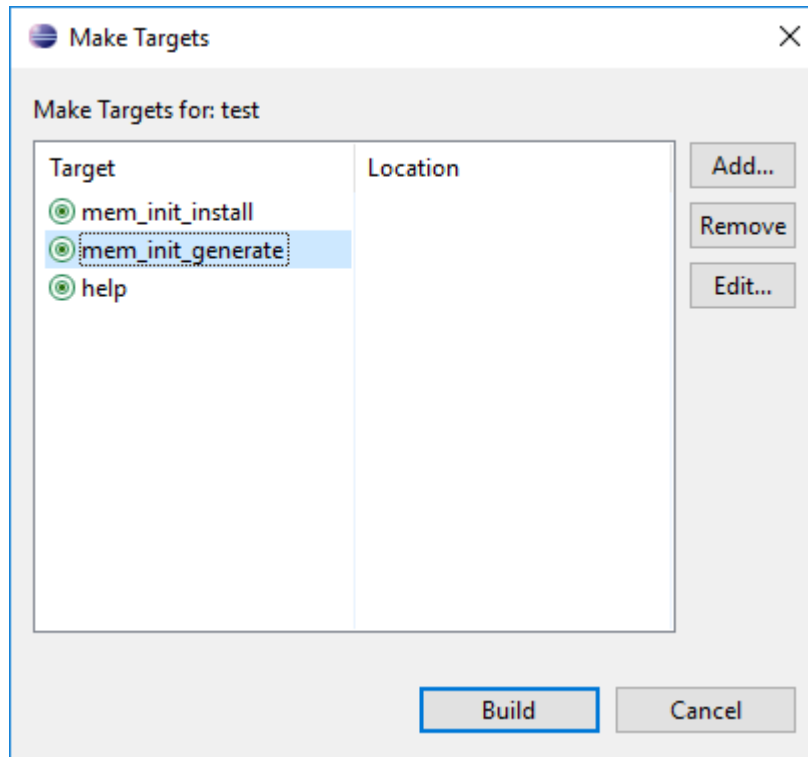 Make Targets
Make Targets for: test
Target Location
mem_init_install
mem_init_generate
help
Add...
Remove
Edit...
Build Cancel